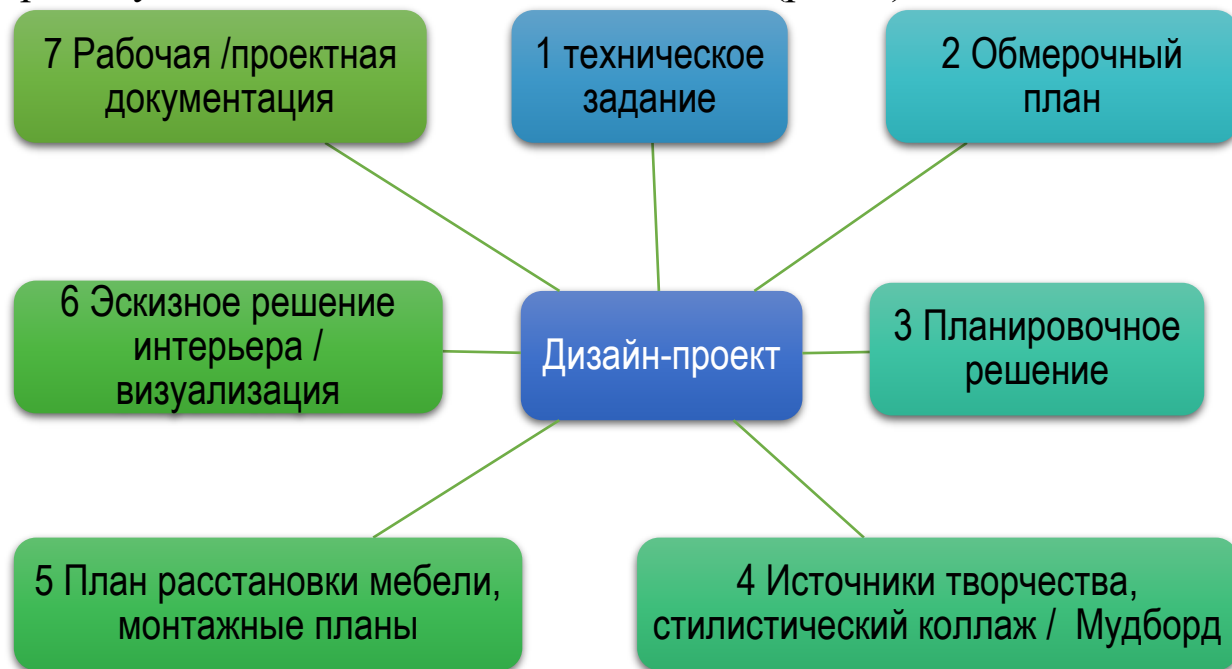 7 Рабочая /проектная
документация
1 техническое
задание
2 Обмерочный
план
6 Эскизное решение
интерьера /
визуализация
Дизайн-проект
3 Планировочное
решение
5 План расстановки мебели,
монтажные планы
4 Источники творчества,
стилистический коллаж / Мудборд